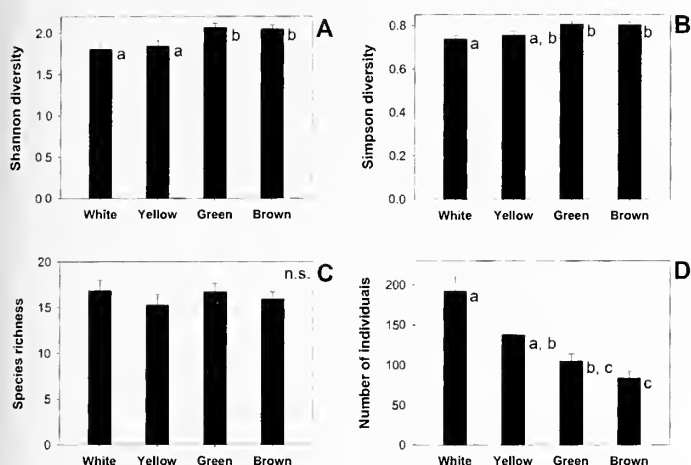 A
Shannon diversity
2.0
1.5
1.0
0.5
0 0
a
a
b
b
White Yellow Green Brown
B
Simpson diversity
0.8
0.6
0.4
0.2
0.0
a
a, b
b
b
White Yellow Green Brown
C
n.s.
Species richness
20
15
10
5
0
White Yellow Green Brown
D
Number of individuals
200
150
100
50
0
a
a, b
b, c
c
White Yellow Green Brown